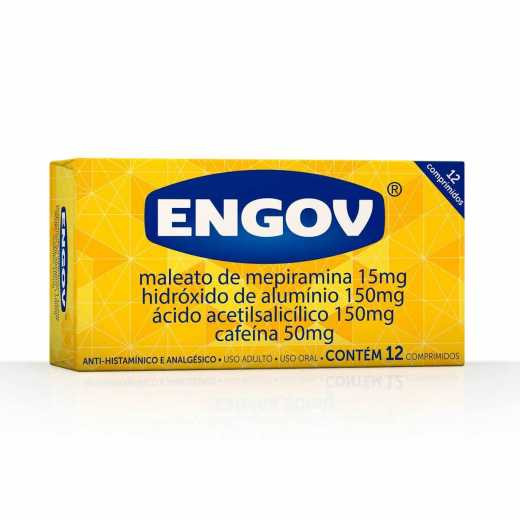 ENGOV
ENGOV®
12
comprimidos
maleato de mepiramina 15mg
hidróxido de alumínio 150mg
ácido acetilsalicílico 150mg
cafeína 50mg
ANTI-HISTAMÍNICO E ANALGÉSICO • USO ADULTO • USO ORAL • CONTÉM 12 COMPRIMIDOS